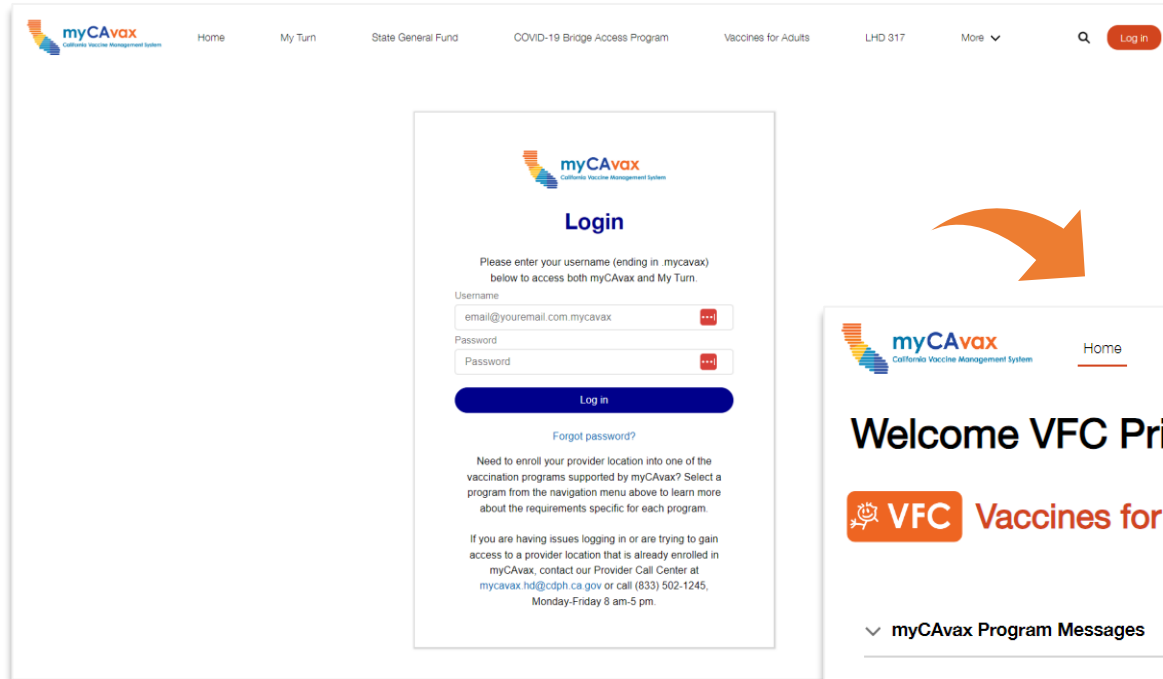 myCAvax
California Vaccine Management System
Home My Turn State General Fund COVID-19 Bridge Access Program Vaccines for Adults LHD 317 More Log in
myCAvax
California Vaccine Management System
Login
Please enter your username (ending in .mycavax)
below to access both myCAvax and My Turn.
Username
email@youremail.com.mycavax
Password
Password
Log in
Forgot password?
Need to enroll your provider location into one of the
vaccination programs supported by myCAvax? Select a
program from the navigation menu above to learn more
about the requirements specific for each program.
If you are having issues logging in or are trying to gain
access to a provider location that is already enrolled in
myCAvax, contact our Provider Call Center at
mycavax.hd@cdph.ca.gov or call (833) 502-1245,
Monday-Friday 8 am-5 pm.
myCAvax
California Vaccine Management System
Home
Welcome VFC Pri
VFC Vaccines for
myCAvax Program Messages